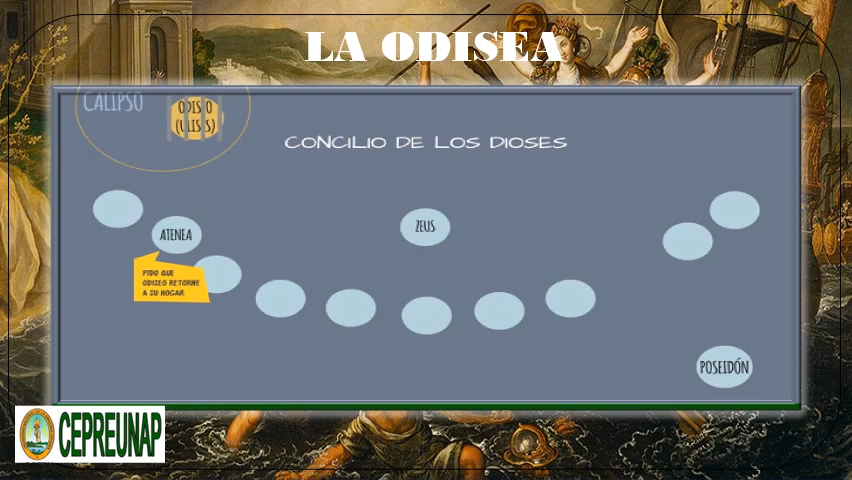 LA ODISEA
CALIPSO
ODISEO
(ULISES)
CONCILIO DE LOS DIOSES
ATENEA
ZEUS
PIDO QUE
ODISEO RETORNE
A SU HOGAR
POSEIDÓN
CEPREUNAP